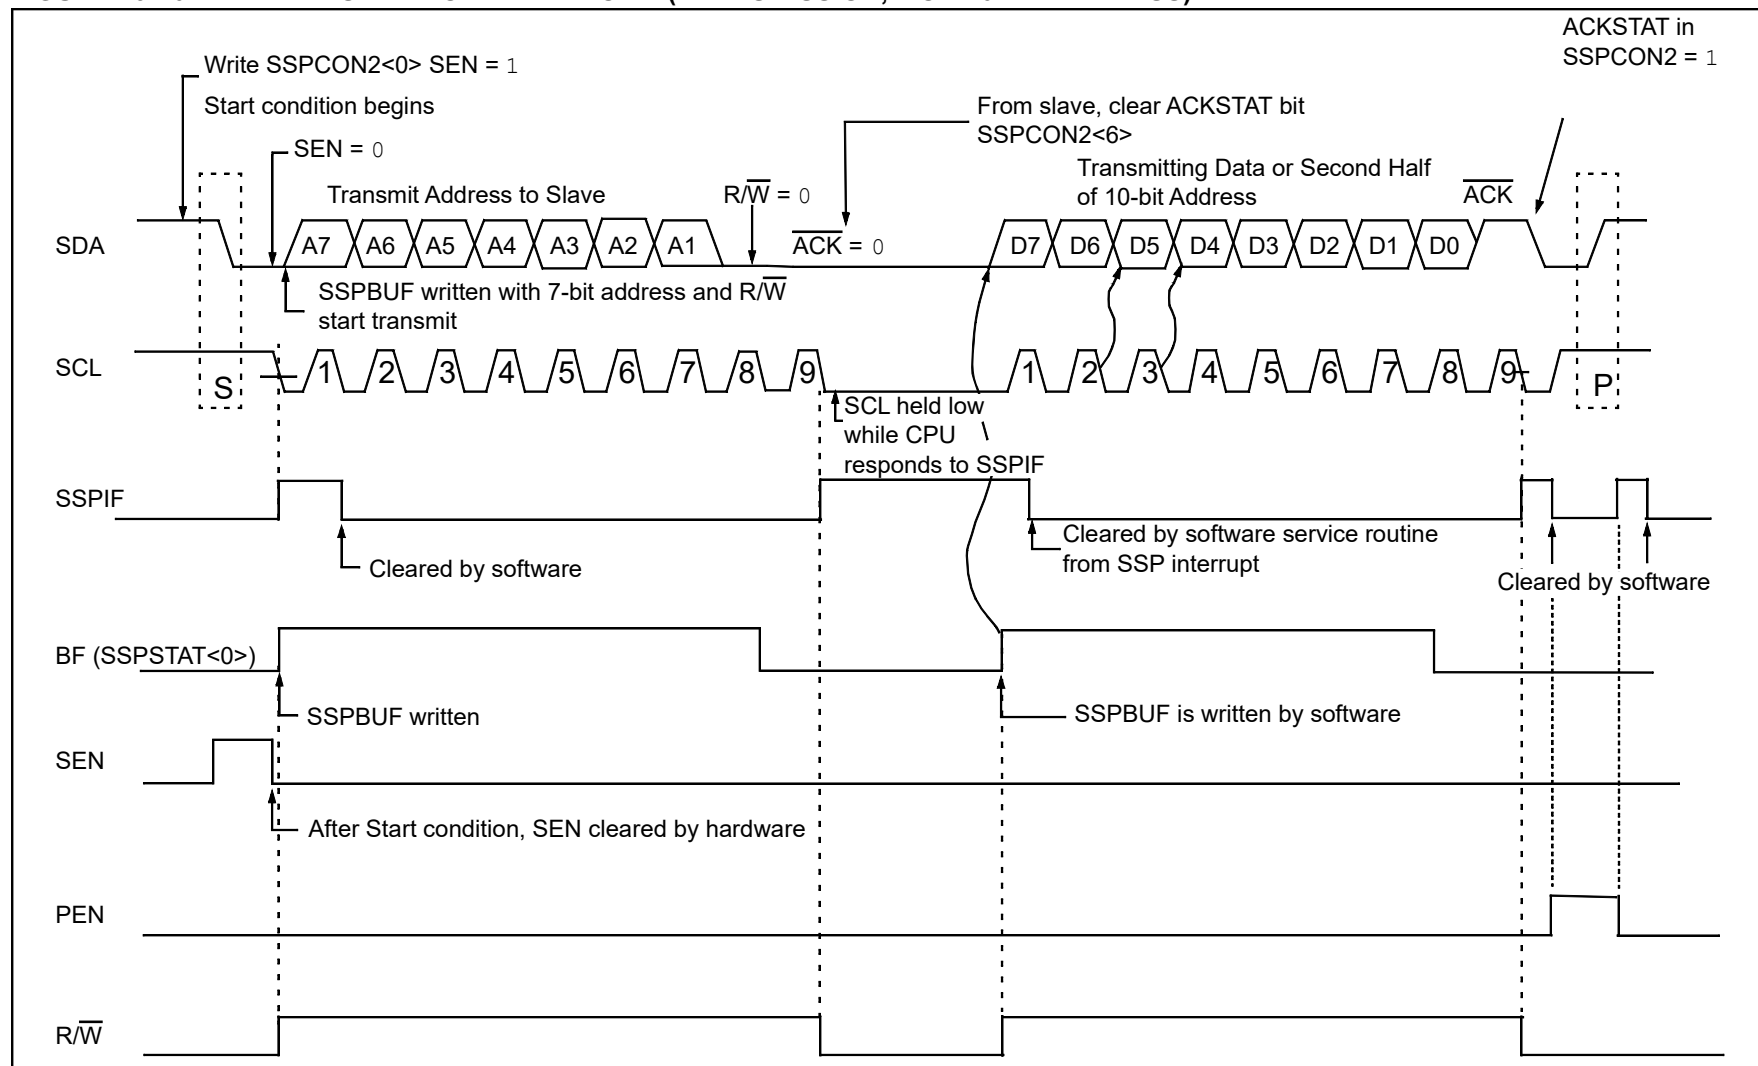 ACKSTAT in
SSPCON2 = 1
Write SSPCON2<0> SEN = 1
Start condition begins
From slave, clear ACKSTAT bit
SSPCON2<6>
SEN = 0
Transmit Address to Slave
R/W = 0
Transmitting Data or Second Half
of 10-bit Address
ACK
SDA
A7 A6 A5 A4 A3 A2 A1
ACK = 0
D7 D6 D5 D4 D3 D2 D1 D0
SSPBUF written with 7-bit address and R/W
start transmit
SCL
S
1 2 3 4 5 6 7 8 9
1 2 3 4 5 6 7 8 9
P
SCL held low
while CPU
responds to SSPIF
SSPIF
Cleared by software
Cleared by software service routine
from SSP interrupt
Cleared by software
BF (SSPSTAT<0>)
SSPBUF written
SSPBUF is written by software
SEN
After Start condition, SEN cleared by hardware
PEN
R/W